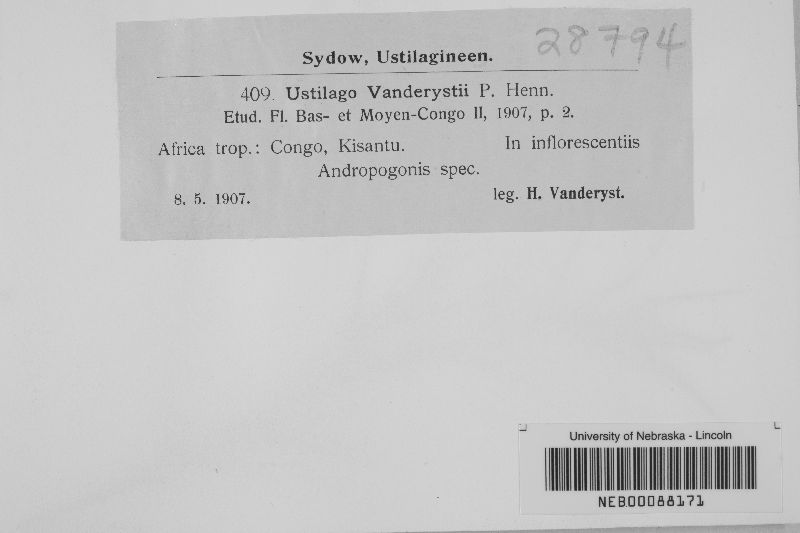 28794
Sydow, Ustilagineen.
409. Ustilago Vanderystii P. Henn.
Etud. Fl. Bas- et Moyen-Congo II, 1907, p. 2.
Africa trop.: Congo, Kisantu. In inflorescentiis
Andropogonis spec.
8. 5. 1907. leg. H. Vanderyst.
University of Nebraska - Lincoln
NEB00088171